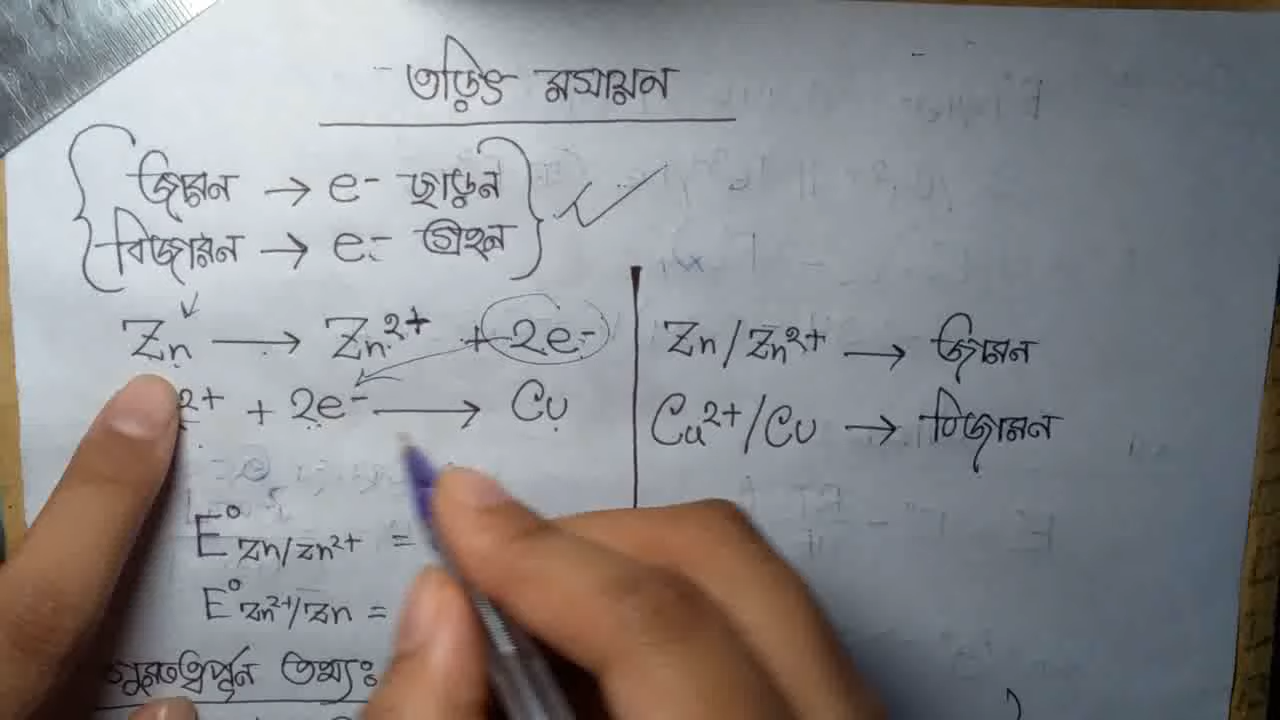 তড়িৎ রসায়ন
জারন → e- ছাড়ন
বিজারন → e- গ্রহন
Zn → Zn²⁺ + 2e-
²⁺ + 2e- → Cu
Zn/Zn²⁺ → জারন
Cu²⁺/Cu → বিজারন
E° Zn/Zn²⁺ =
E° Zn²⁺/Zn =
গুরুত্বপূর্ন তথ্যঃ